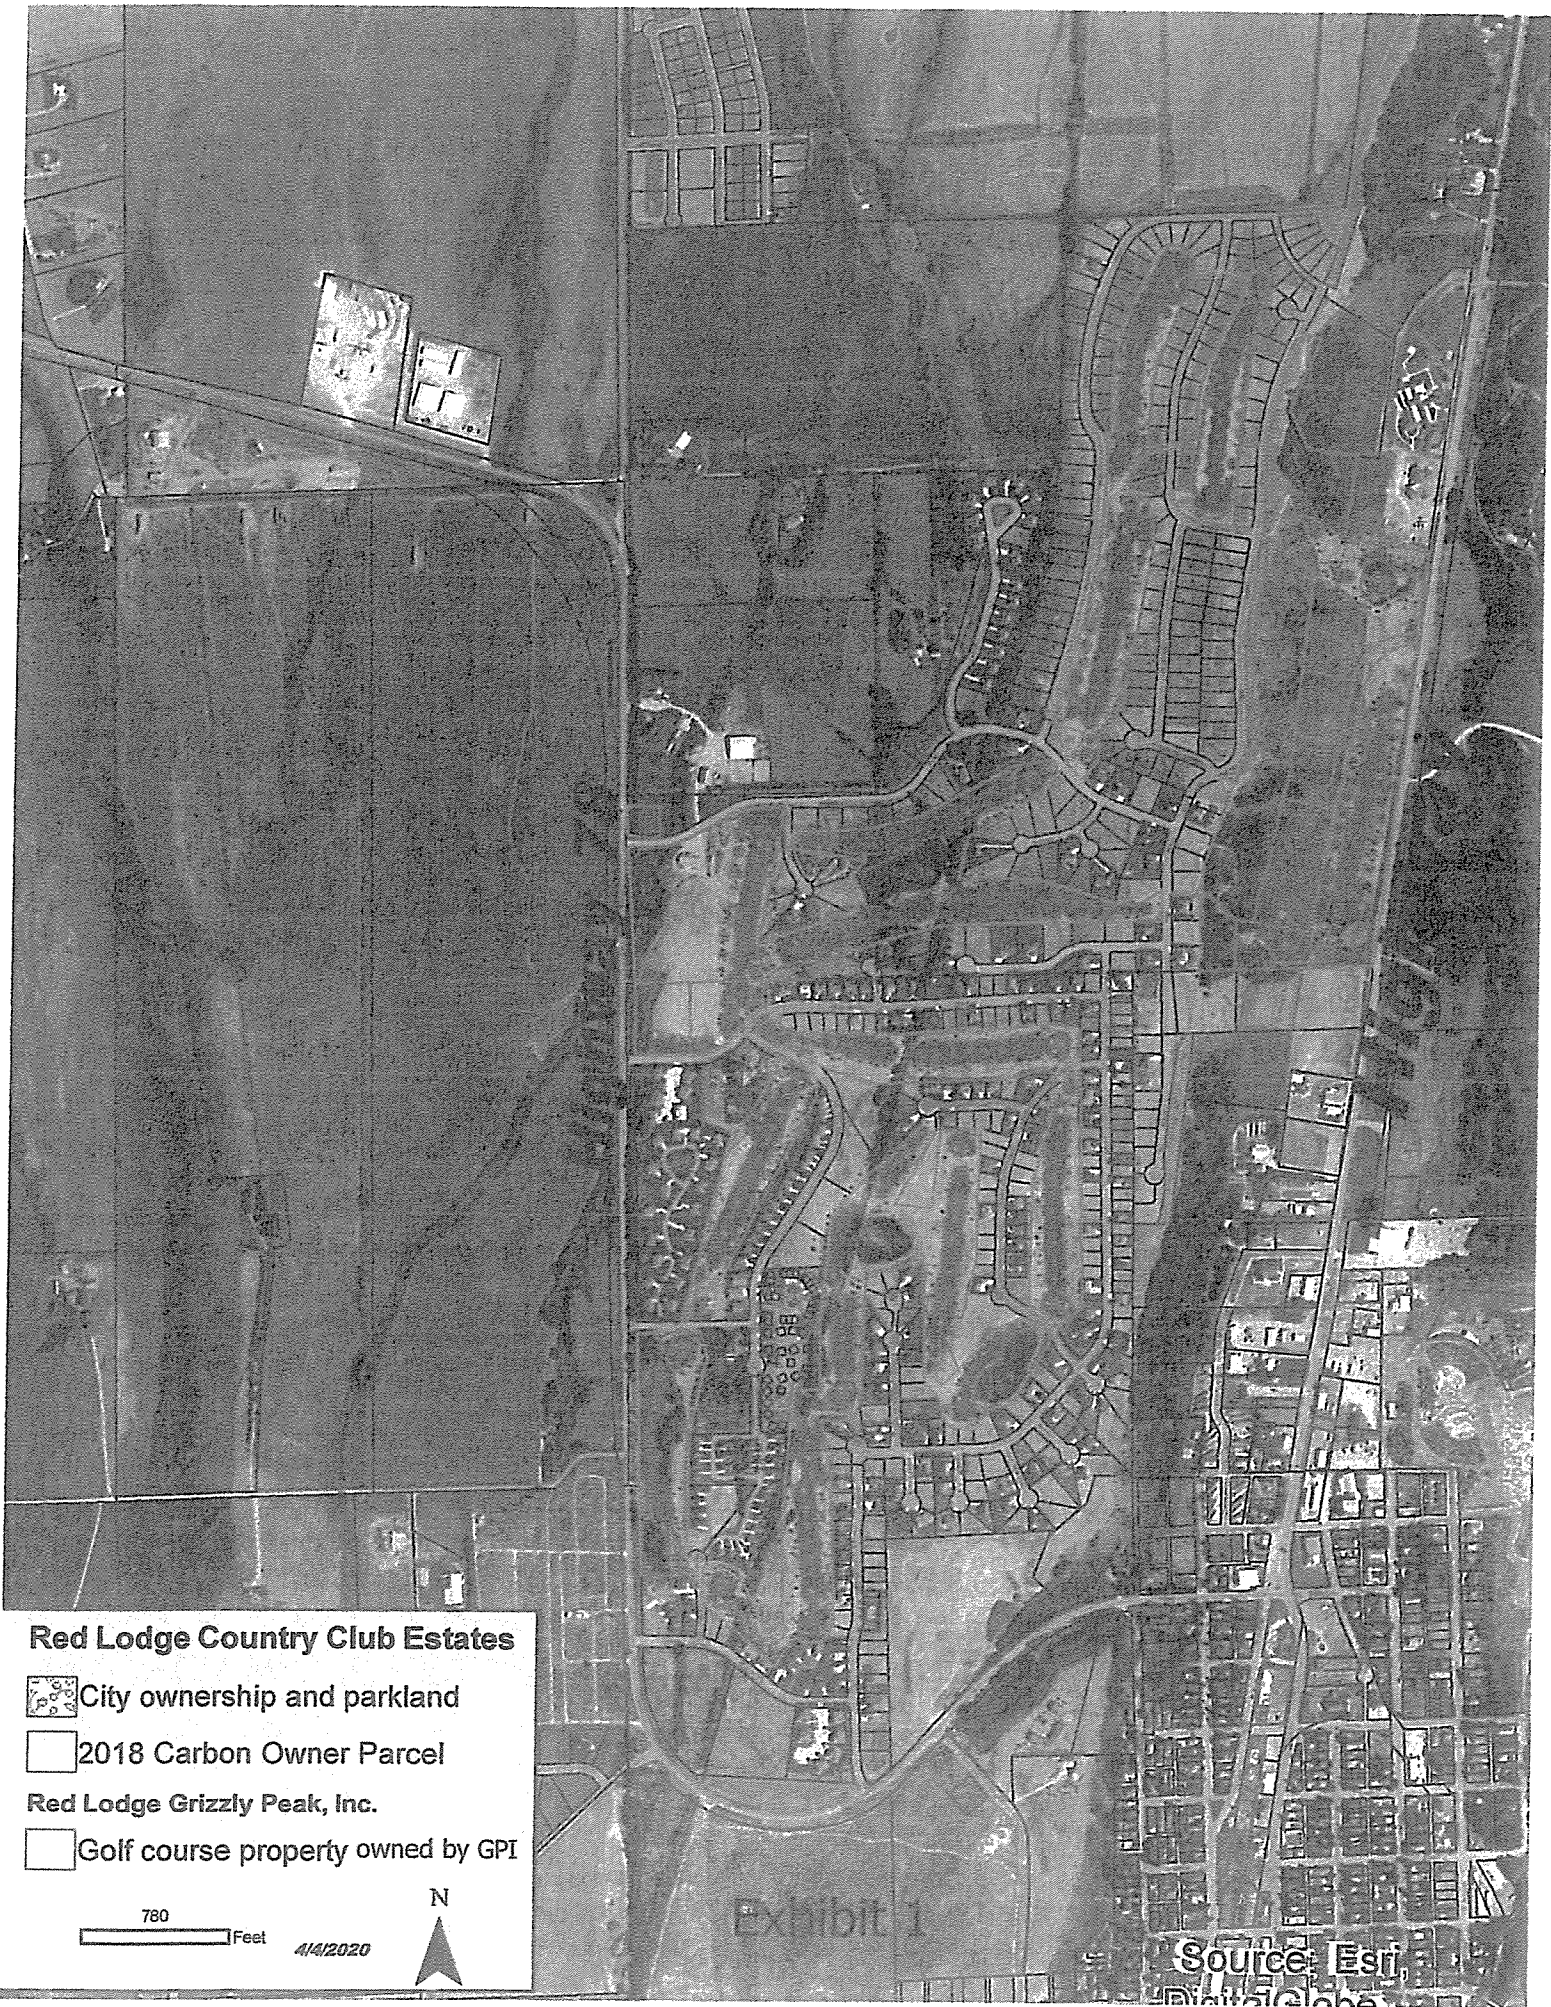 Red Lodge Country Club Estates
City ownership and parkland
2018 Carbon Owner Parcel
Red Lodge Grizzly Peak, Inc.
Golf course property owned by GPI
N
780
Feet
4/4/2020
Exhibit 1
Source: Esri,
DigitalGlobe,